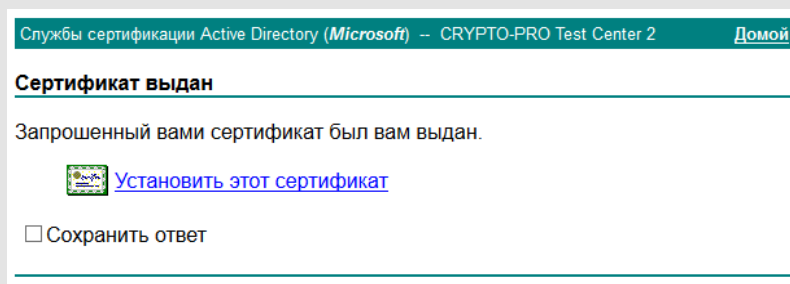 Службы сертификации Active Directory (Microsoft) -- CRYPTO-PRO Test Center 2 Домой
Сертификат выдан
Запрошенный вами сертификат был вам выдан.
Установить этот сертификат
Сохранить ответ